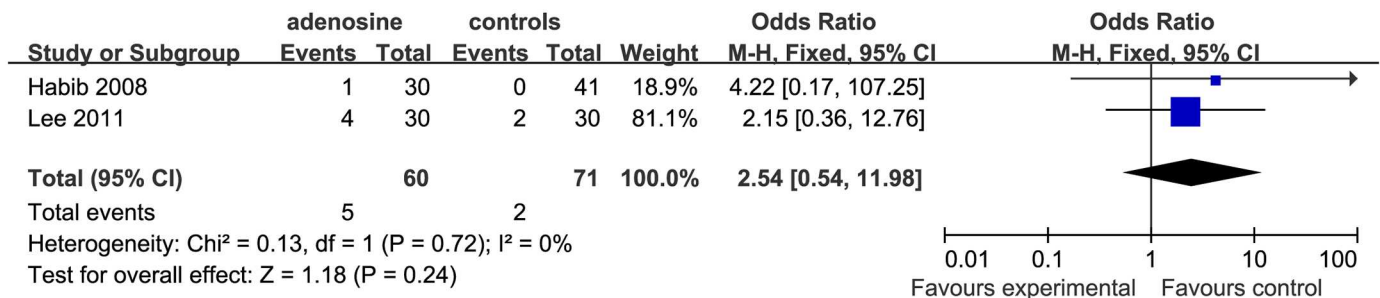 adenosine controls Odds Ratio Odds Ratio
Study or Subgroup Events Total Events Total Weight M-H, Fixed, 95% CI M-H, Fixed, 95% CI
Habib 2008 1 30 0 41 18.9% 4.22 [0.17, 107.25]
Lee 2011 4 30 2 30 81.1% 2.15 [0.36, 12.76]
Total (95% CI) 60 71 100.0% 2.54 [0.54, 11.98]
Total events 5 2
Heterogeneity: Chi² = 0.13, df = 1 (P = 0.72); I² = 0%
Test for overall effect: Z = 1.18 (P = 0.24)
0.01 0.1 1 10 100
Favours experimental Favours control